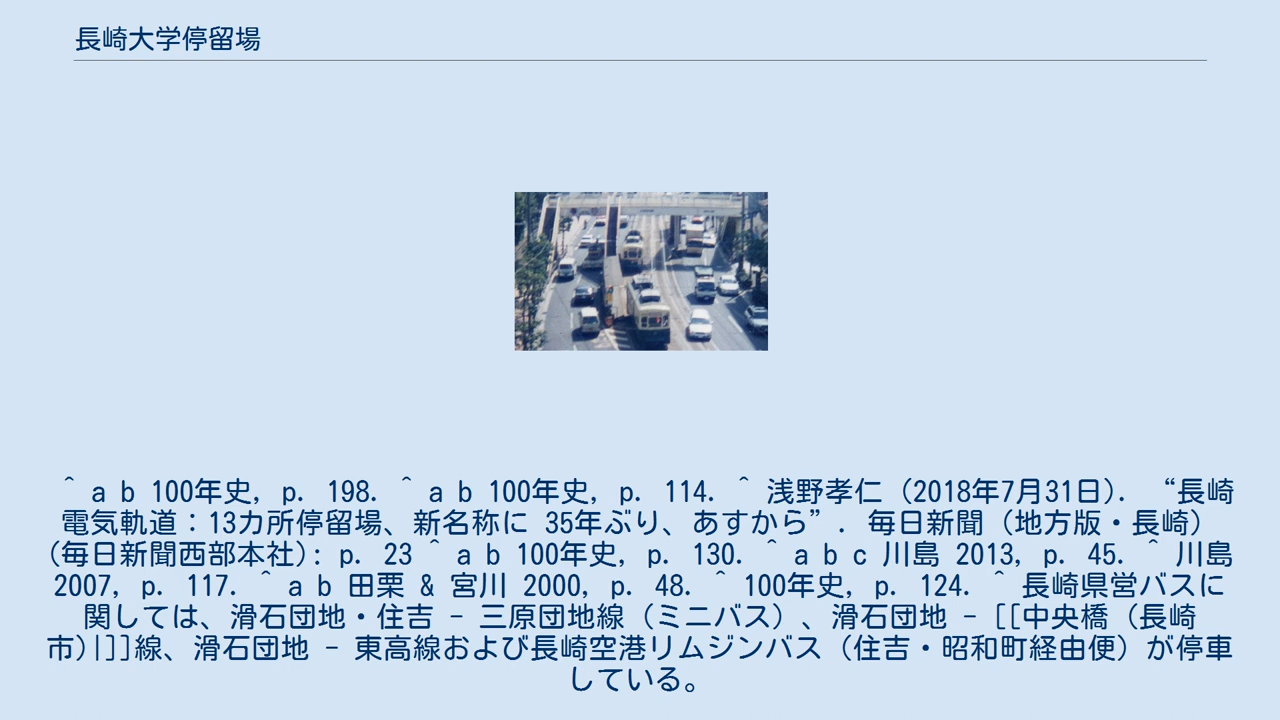 長崎大学停留場
^ a b 100年史, p. 198. ^ a b 100年史, p. 114. ^ 浅野孝仁 (2018年7月31日). “長崎
電気軌道：13カ所停留場、新名称に 35年ぶり、あすから”. 毎日新聞 (地方版・長崎)
(毎日新聞西部本社): p. 23 ^ a b 100年史, p. 130. ^ a b c 川島 2013, p. 45. ^ 川島
2007, p. 117. ^ a b 田栗 & 宮川 2000, p. 48. ^ 100年史, p. 124. ^ 長崎県営バスに
関しては、滑石団地・住吉 - 三原団地線（ミニバス）、滑石団地 - [[中央橋 (長崎
市)|]]線、滑石団地 - 東高線および長崎空港リムジンバス（住吉・昭和町経由便）が停車
している。